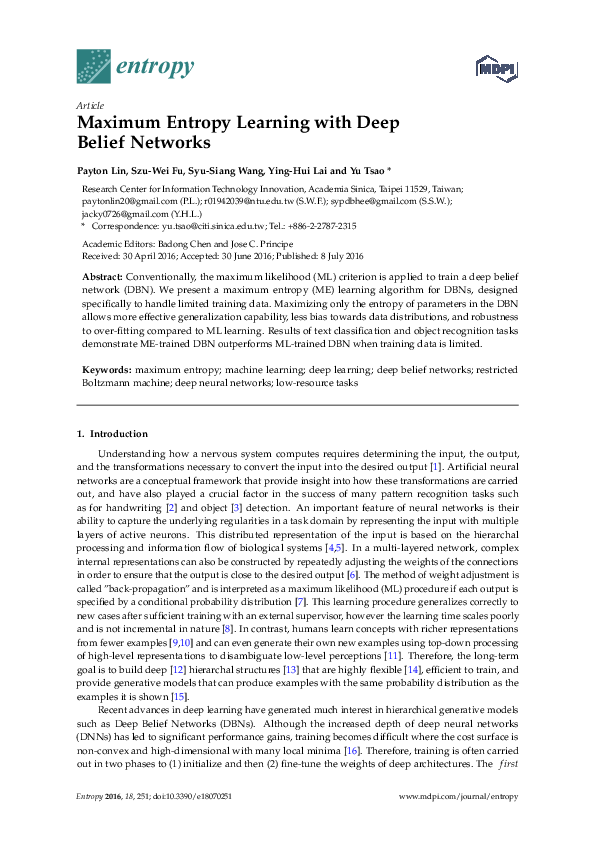 entropy
MDPI
Article
Maximum Entropy Learning with Deep
Belief Networks
Payton Lin, Szu-Wei Fu, Syu-Siang Wang, Ying-Hui Lai and Yu Tsao *
Research Center for Information Technology Innovation, Academia Sinica, Taipei 11529, Taiwan;
paytonlin20@gmail.com (P.L.); r01942039@ntu.edu.tw (S.W.F.); sypdbhee@gmail.com (S.S.W.);
jacky0726@gmail.com (Y.H.L.)
* Correspondence: yu.tsao@citi.sinica.edu.tw; Tel.: +886-2-2787-2315
Academic Editors: Badong Chen and Jose C. Principe
Received: 30 April 2016; Accepted: 30 June 2016; Published: 8 July 2016
Abstract: Conventionally, the maximum likelihood (ML) criterion is applied to train a deep belief
network (DBN). We present a maximum entropy (ME) learning algorithm for DBNs, designed
specifically to handle limited training data. Maximizing only the entropy of parameters in the DBN
allows more effective generalization capability, less bias towards data distributions, and robustness
to over-fitting compared to ML learning. Results of text classification and object recognition tasks
demonstrate ME-trained DBN outperforms ML-trained DBN when training data is limited.
Keywords: maximum entropy; machine learning; deep learning; deep belief networks; restricted
Boltzmann machine; deep neural networks; low-resource tasks
1. Introduction
Understanding how a nervous system computes requires determining the input, the output,
and the transformations necessary to convert the input into the desired output [1]. Artificial neural
networks are a conceptual framework that provide insight into how these transformations are carried
out, and have also played a crucial factor in the success of many pattern recognition tasks such
as for handwriting [2] and object [3] detection. An important feature of neural networks is their
ability to capture the underlying regularities in a task domain by representing the input with multiple
layers of active neurons. This distributed representation of the input is based on the hierarchal
processing and information flow of biological systems [4,5]. In a multi-layered network, complex
internal representations can also be constructed by repeatedly adjusting the weights of the connections
in order to ensure that the output is close to the desired output [6]. The method of weight adjustment is
called “back-propagation” and is interpreted as a maximum likelihood (ML) procedure if each output is
specified by a conditional probability distribution [7]. This learning procedure generalizes correctly to
new cases after sufficient training with an external supervisor, however the learning time scales poorly
and is not incremental in nature [8]. In contrast, humans learn concepts with richer representations
from fewer examples [9,10] and can even generate their own new examples using top-down processing
of high-level representations to disambiguate low-level perceptions [11]. Therefore, the long-term
goal is to build deep [12] hierarchical structures [13] that are highly flexible [14], efficient to train, and
provide generative models that can produce examples with the same probability distribution as the
examples it is shown [15].
Recent advances in deep learning have generated much interest in hierarchical generative models
such as Deep Belief Networks (DBNs). Although the increased depth of deep neural networks
(DNNs) has led to significant performance gains, training becomes difficult where the cost surface is
non-convex and high-dimensional with many local minima [16]. Therefore, training is often carried
out in two phases to (1) initialize and then (2) fine-tune the weights of deep architectures. The first
Entropy 2016, 18, 251; doi:10.3390/e18070251
www.mdpi.com/journal/entropy